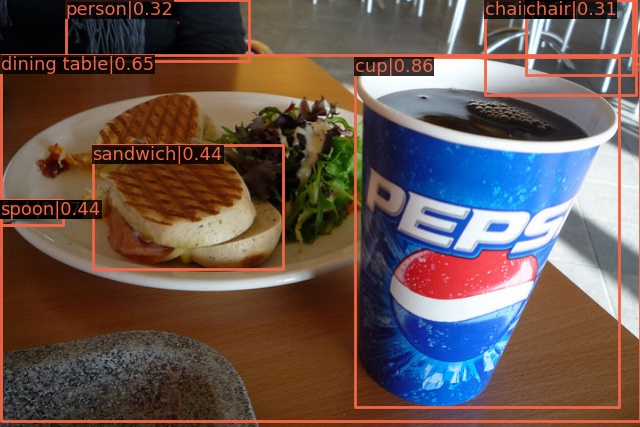 person|0.32
chaichair|0.31
dining table|0.65
cup|0.86
sandwich|0.44
spoon|0.44
PEPSI